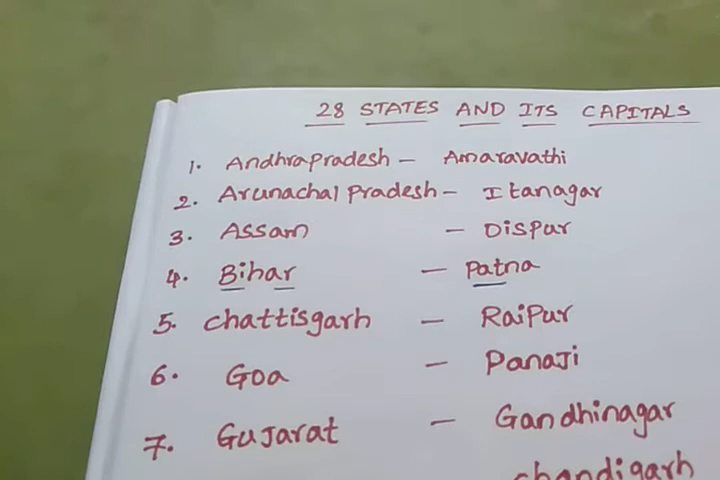 28 STATES AND ITS CAPITALS
1. Andhrapradesh - Amaravathi
2. Arunachal Pradesh - Itanagar
3. Assam - Dispur
4. Bihar - Patna
5. Chattisgarh - Raipur
6. Goa - Panaji
7. Gujarat - Gandhinagar
chandigarh